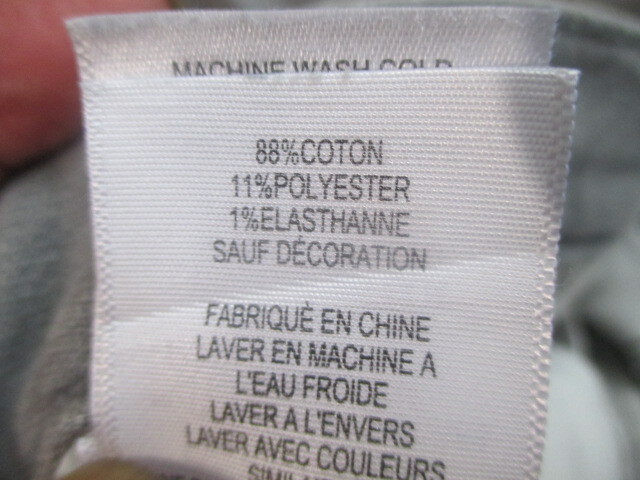 MACHINE WASH COLD
88%COTON
11%POLYESTER
1%ELASTHANNE
SAUF DÉCORATION
FABRIQUÈ EN CHINE
LAVER EN MACHINE A
L'EAU FROIDE
LAVER A L'ENVERS
LAVER AVEC COULEURS